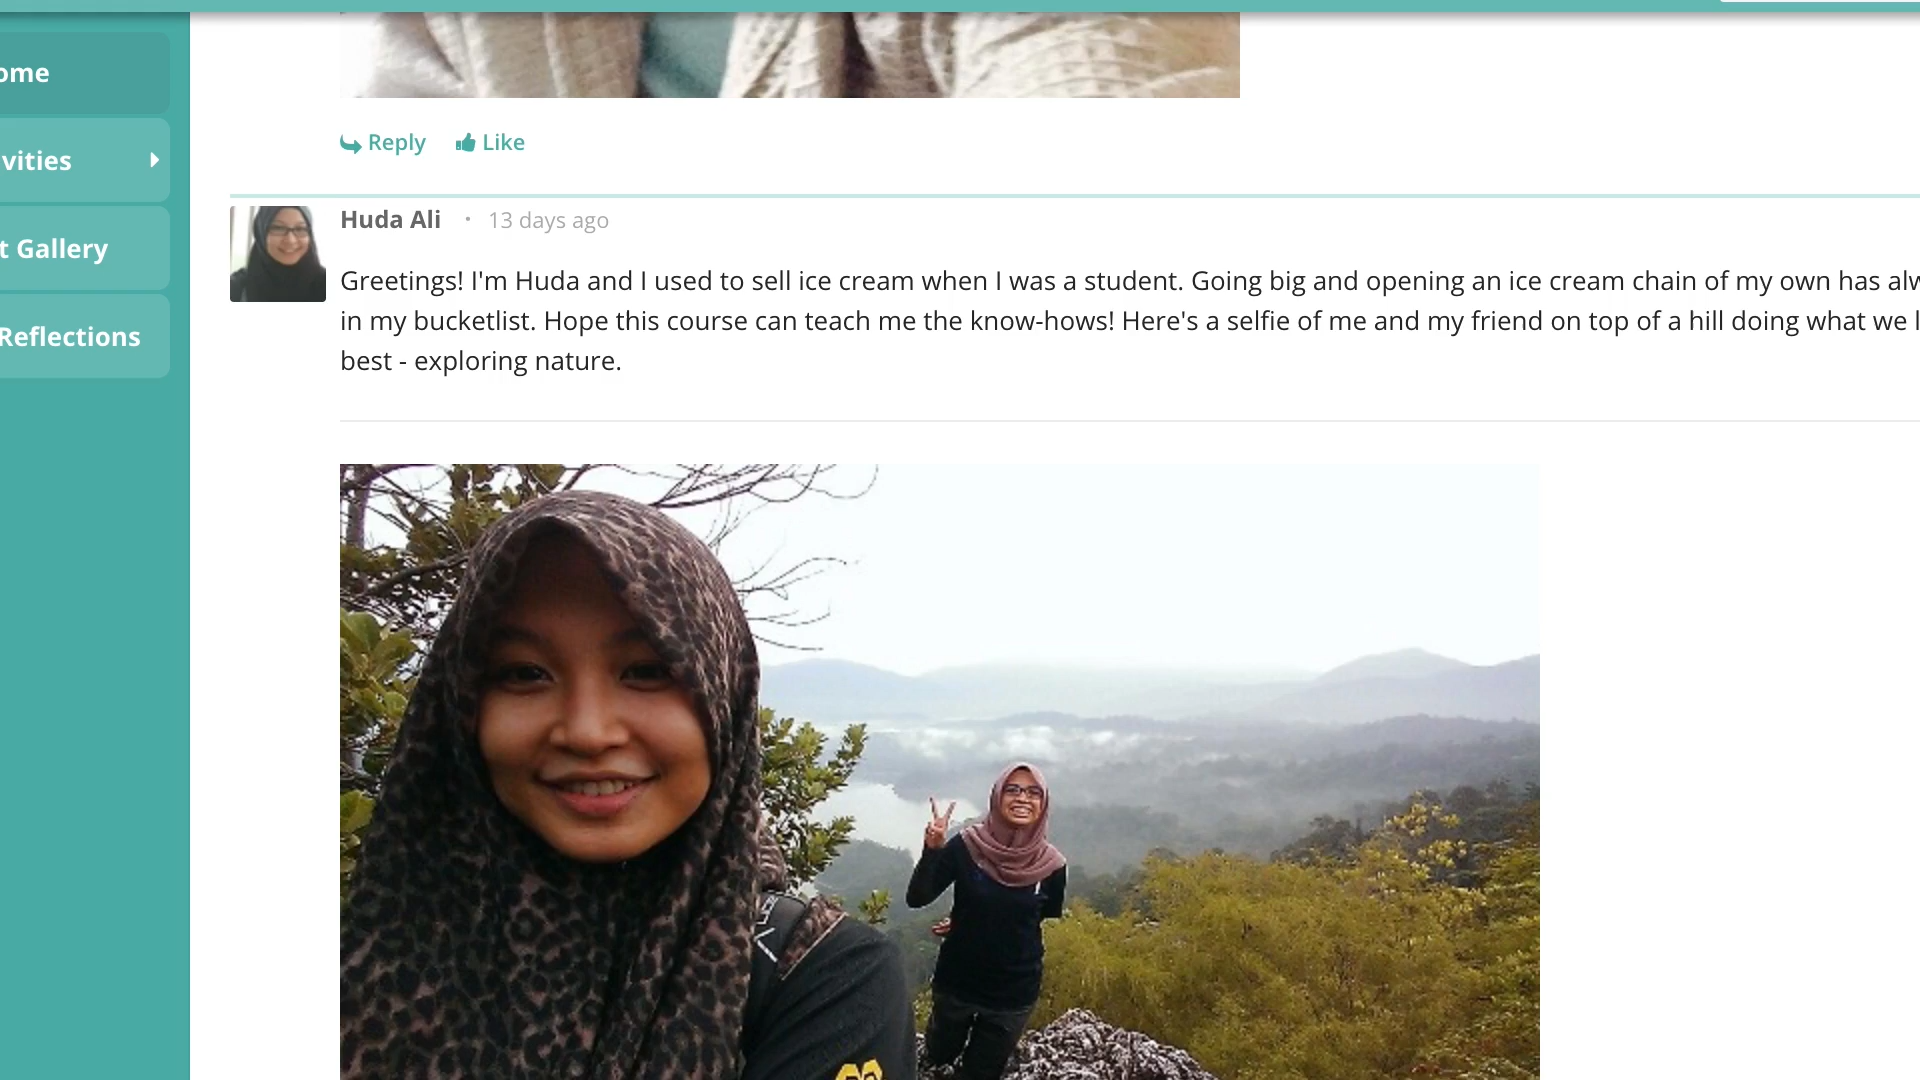 ome
vities
t Gallery
Reflections
Reply Like
Huda Ali · 13 days ago
Greetings! I'm Huda and I used to sell ice cream when I was a student. Going big and opening an ice cream chain of my own has alw
in my bucketlist. Hope this course can teach me the know-hows! Here's a selfie of me and my friend on top of a hill doing what we l
best - exploring nature.